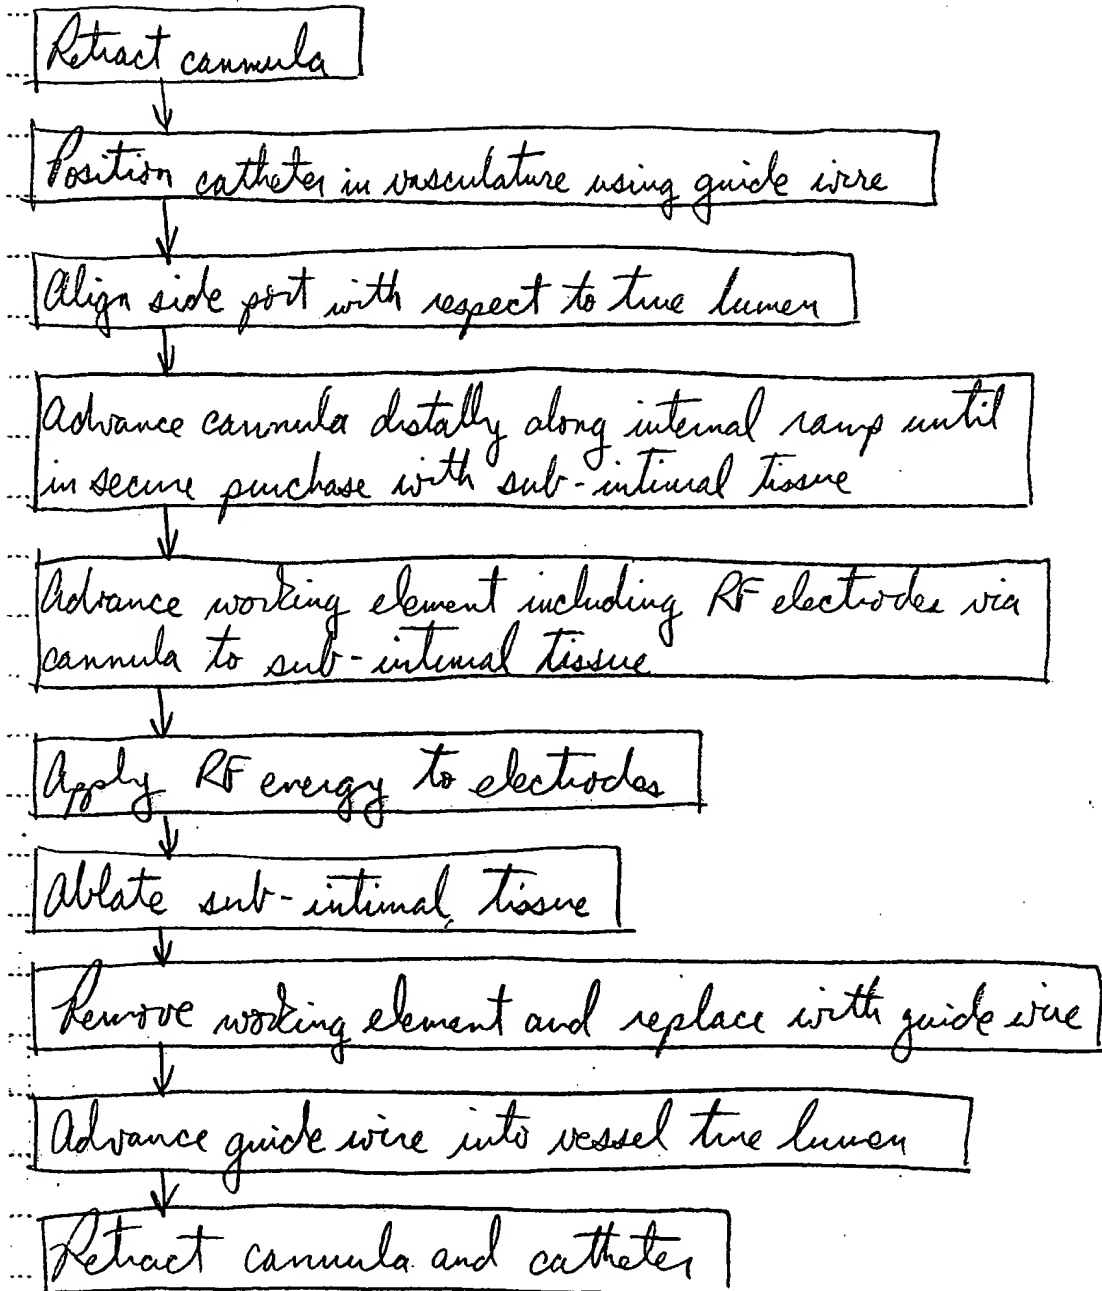 Retract cannula
Position catheter in vasculature using guide wire
Align side port with respect to true lumen
Advance cannula distally along internal ramp until
in secure purchase with sub-intimal tissue
Advance working element including RF electrodes via
cannula to sub-intimal tissue
Apply RF energy to electrodes
Ablate sub-intimal tissue
Remove working element and replace with guide wire
Advance guide wire into vessel true lumen
Retract cannula and catheter